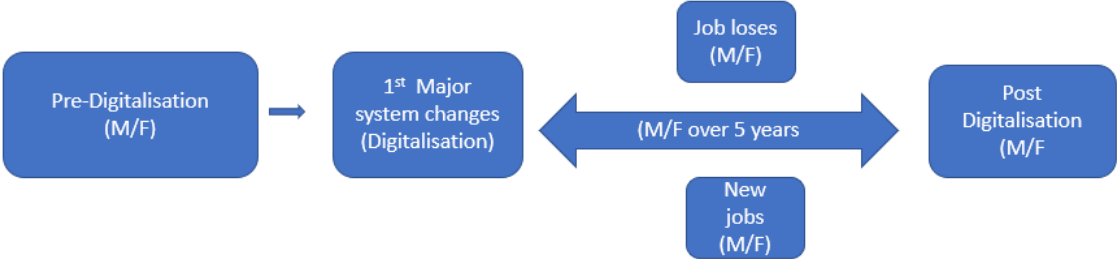 Pre-Digitalisation
(M/F)
1st Major
system changes
(Digitalisation)
Job loses
(M/F)
(M/F over 5 years
New
jobs
(M/F)
Post
Digitalisation
(M/F